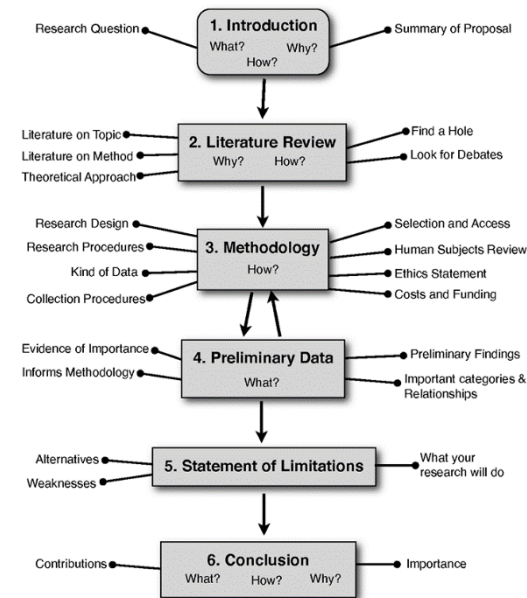 Research Question
1. Introduction
What? Why?
How?
Summary of Proposal
Literature on Topic
Literature on Method
Theoretical Approach
2. Literature Review
Why? How?
Find a Hole
Look for Debates
Research Design
Research Procedures
Kind of Data
Collection Procedures
3. Methodology
How?
Selection and Access
Human Subjects Review
Ethics Statement
Costs and Funding
Evidence of Importance
Informs Methodology
4. Preliminary Data
What?
Preliminary Findings
Important categories &
Relationships
Alternatives
Weaknesses
5. Statement of Limitations
What your
research will do
Contributions
6. Conclusion
What? How? Why?
Importance